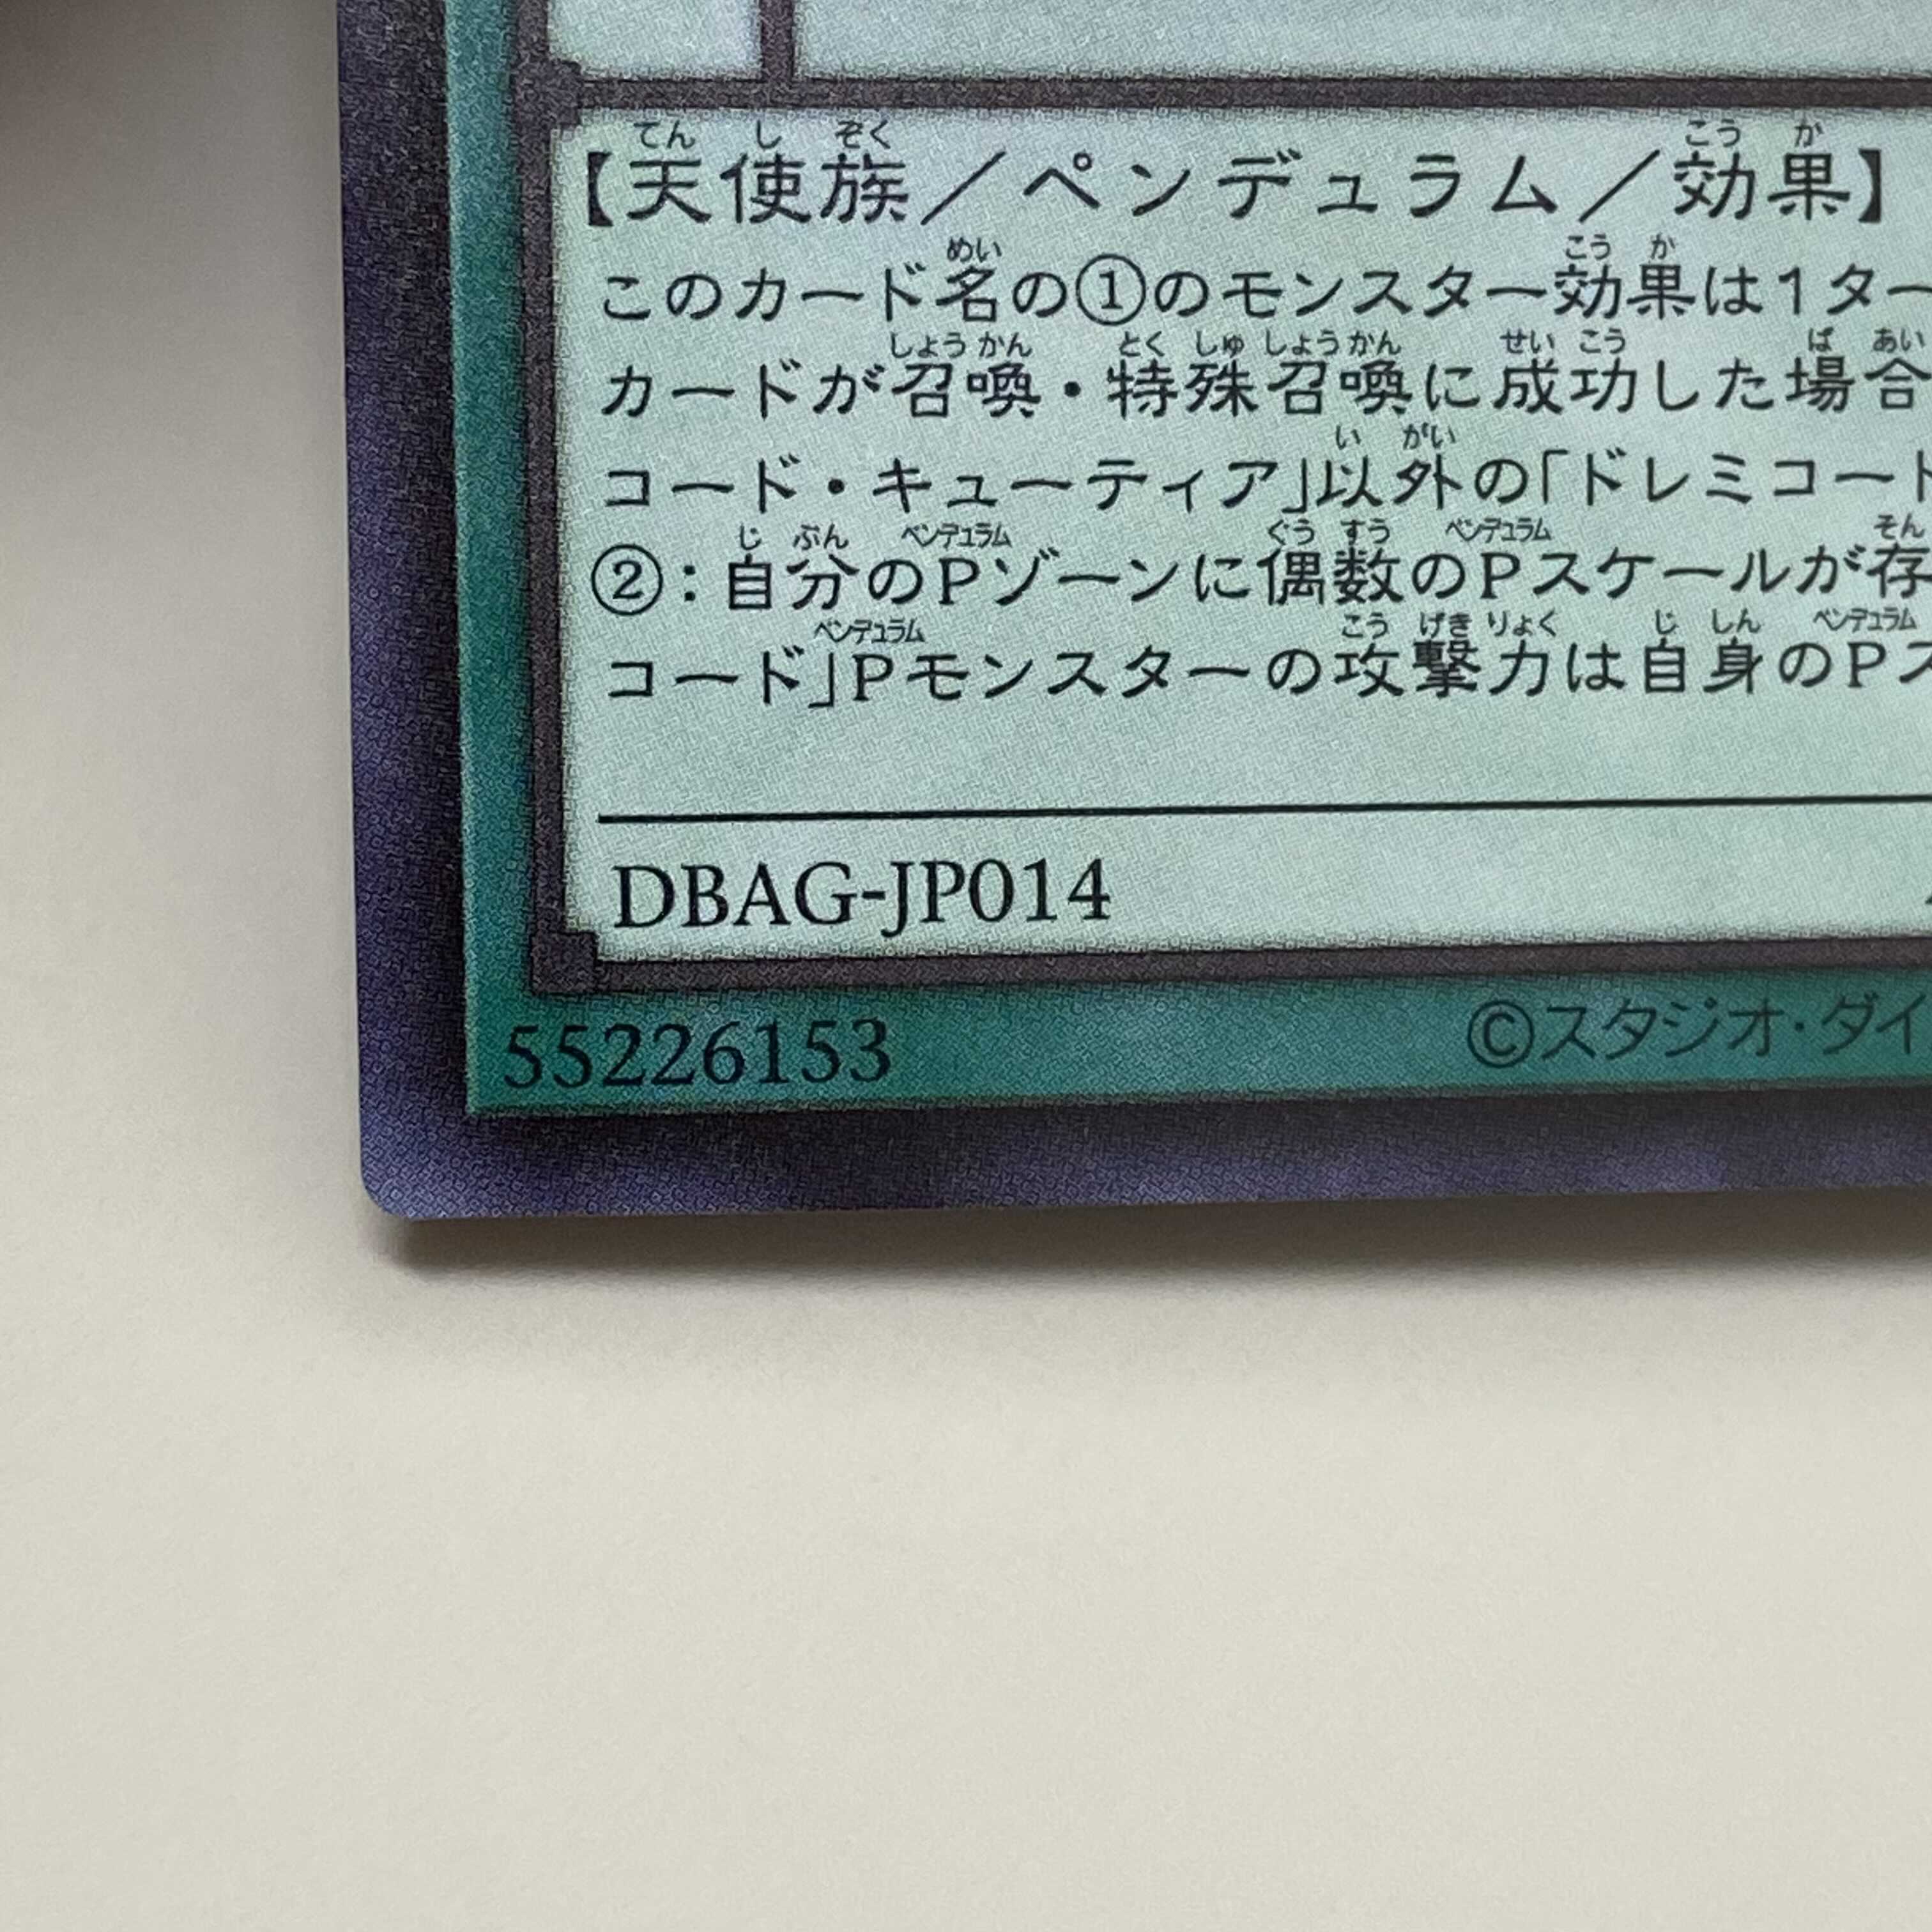 【天使族／ペンデュラム／効果】
このカード名の①のモンスター効果は1ター
カードが召喚・特殊召喚に成功した場合
コード・キューティア」以外の「ドレミコード
②：自分のPゾーンに偶数のPスケールが存
コード」Pモンスターの攻撃力は自身のPス
DBAG-JP014
55226153
©スタジオ・ダイ